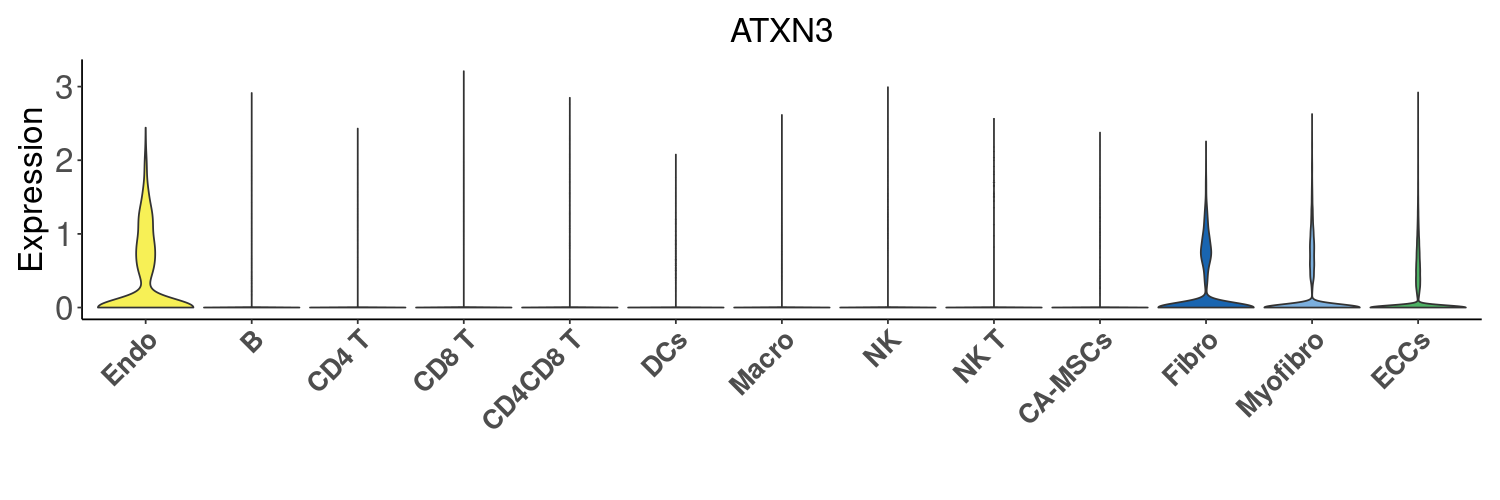 ATXN3
Expression
3
2
1
0
Endo
B
CD4 T
CD8 T
CD4CD8 T
DCs
Macro
NK
NK T
CA-MSCs
Fibro
Myofibro
ECCs